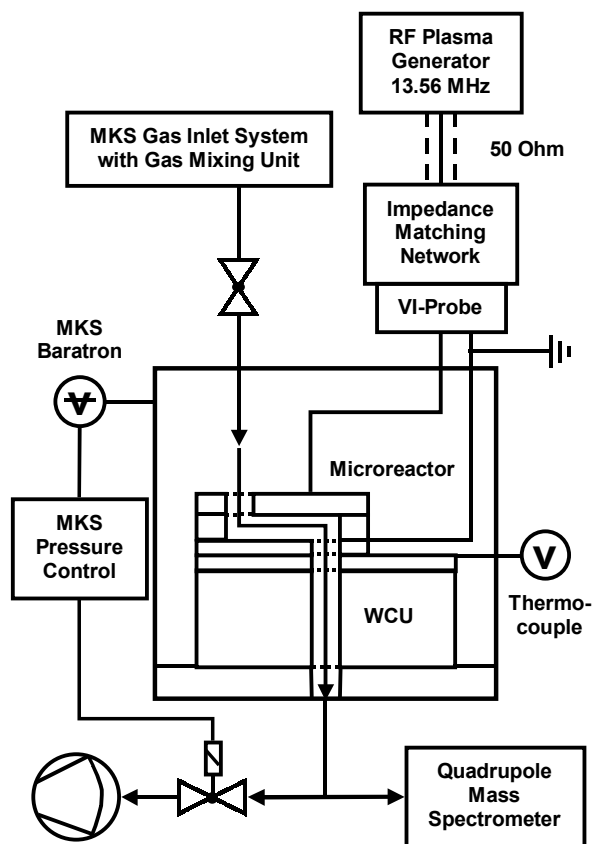 RF Plasma
Generator
13.56 MHz
MKS Gas Inlet System
with Gas Mixing Unit
50 Ohm
Impedance
Matching
Network
VI-Probe
MKS
Baratron
V
Microreactor
MKS
Pressure
Control
V
Thermo-
couple
WCU
Quadrupole
Mass
Spectrometer